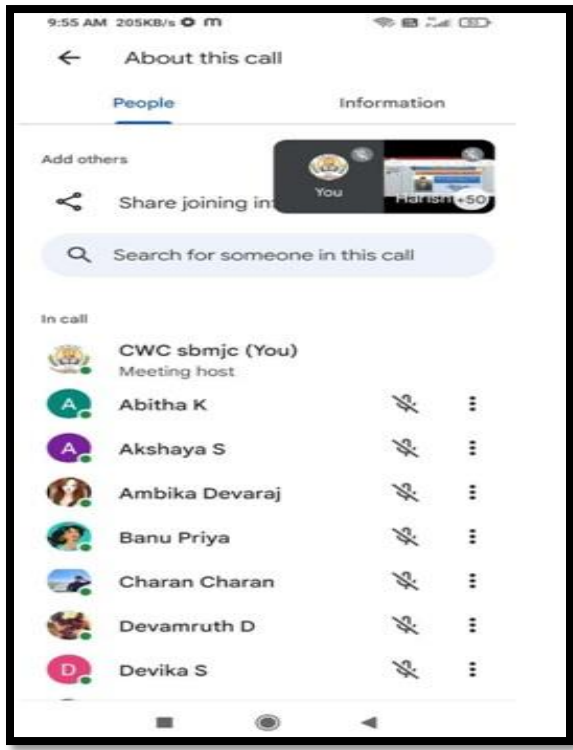 9:55 AM 205KB/s
About this call
People Information
Add others
You
Harish +50
Share joining in
Search for someone in this call
In call
CWC sbmjc (You)
Meeting host
A Abitha K
A Akshaya S
Ambika Devaraj
Banu Priya
Charan Charan
Devamruth D
D Devika S